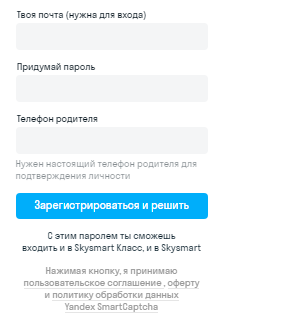 Твоя почта (нужна для входа)
Придумай пароль
Телефон родителя
Нужен настоящий телефон родителя для
подтверждения личности
Зарегистрироваться и решить
С этим паролем ты сможешь
входить и в Skysmart Класс, и в Skysmart
Нажимая кнопку, я принимаю
пользовательское соглашение , оферту
и политику обработки данных
Yandex SmartCaptcha